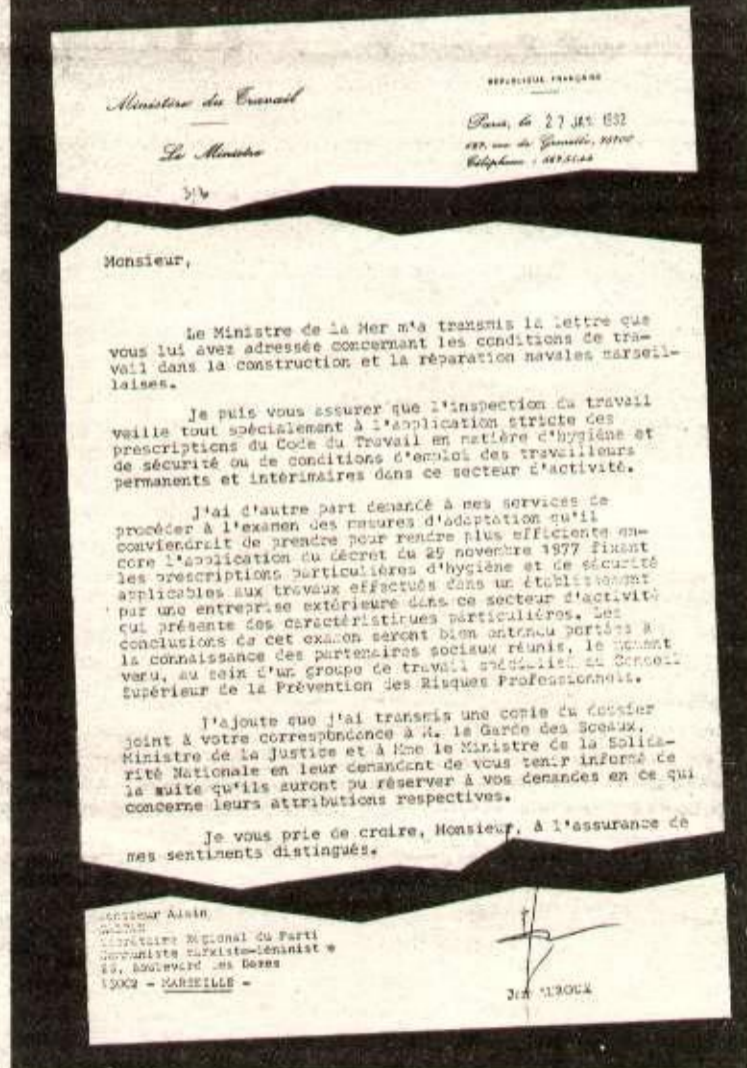 Ministère du Travail
Le Ministre
316
RÉPUBLIQUE FRANÇAISE
Paris, le 27 JAN 1982
127, rue de Grenelle, 75700
Téléphone :
Monsieur,
Le Ministre de la Mer m'a transmis la lettre que
vous lui avez adressée concernant les conditions de tra-
vail dans la construction et la réparation navales marseil-
laises.
Je puis vous assurer que l'inspection du travail
veille tout spécialement à l'application stricte des
prescriptions du Code du Travail en matière d'hygiène et
de sécurité ou de conditions d'emploi des travailleurs
permanents et intérimaires dans ce secteur d'activité.
J'ai d'autre part demandé à mes services de
procéder à l'examen des mesures d'adaptation qu'il
conviendrait de prendre pour rendre plus efficiente en-
core l'application du décret du 29 novembre 1977 fixant
les prescriptions particulières d'hygiène et de sécurité
applicables aux travaux effectués dans un établissement
par une entreprise extérieure dans ce secteur d'activité
qui présente des caractéristiques particulières. Les
conclusions de cet examen seront bien entendu portées à
la connaissance des partenaires sociaux réunis, le moment
venu, au sein d'un groupe de travail spécialisé du Conseil
Supérieur de la Prévention des Risques Professionnels.
J'ajoute que j'ai transmis une copie du dossier
joint à votre correspondance à M. le Garde des Sceaux,
Ministre de la Justice et à Mme le Ministre de la Solida-
rité Nationale en leur demandant de vous tenir informé de
la suite qu'ils auront pu réserver à vos demandes en ce qui
concerne leurs attributions respectives.
Je vous prie de croire, Monsieur, à l'assurance de
mes sentiments distingués.
Monsieur Alain
Secrétaire Régional du Parti
Communiste marxiste-léniniste
Boulevard des Dames
13002 - MARSEILLE -
Jean AUROUX